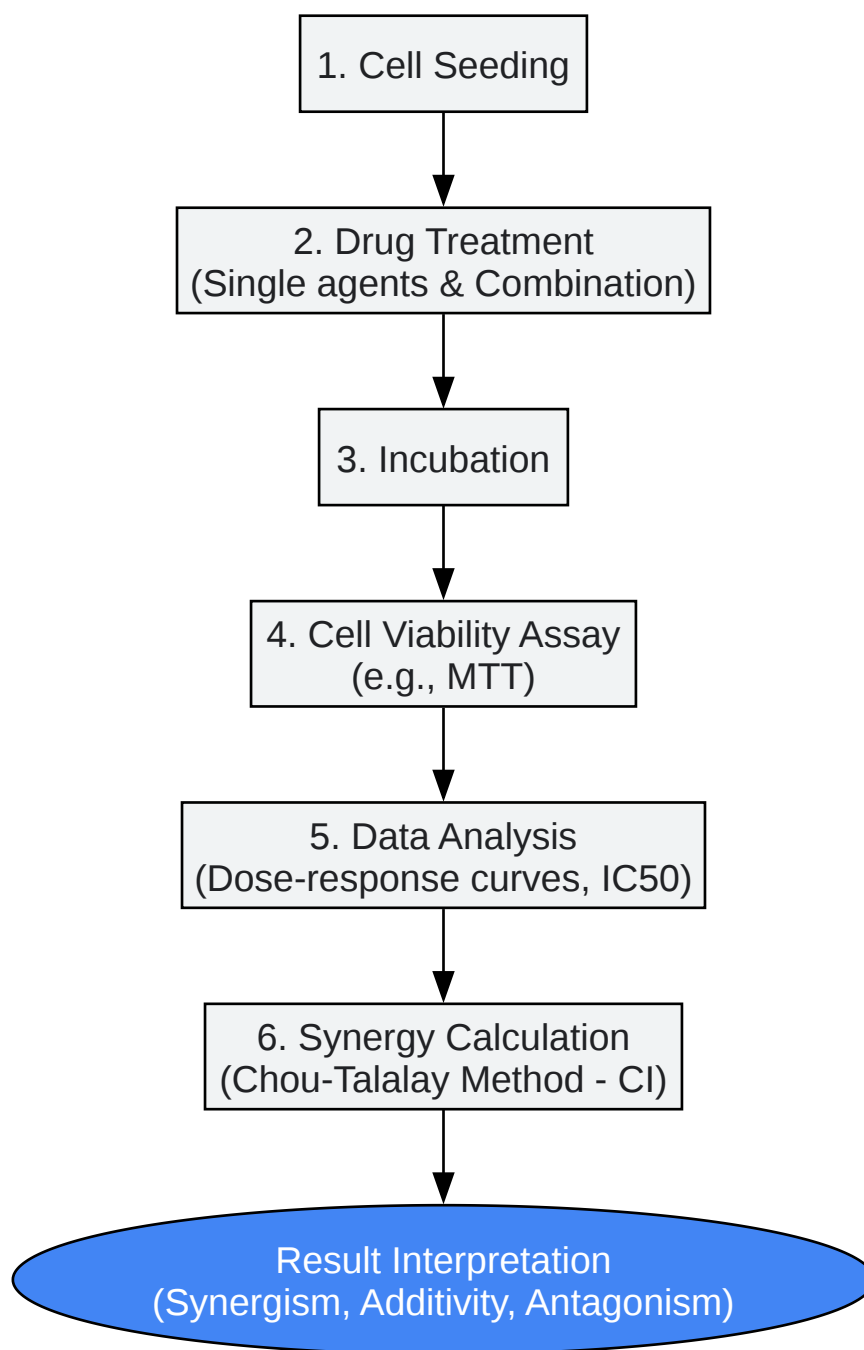 1. Cell Seeding
2. Drug Treatment
(Single agents & Combination)
3. Incubation
4. Cell Viability Assay
(e.g., MTT)
5. Data Analysis
(Dose-response curves, IC50)
6. Synergy Calculation
(Chou-Talalay Method - CI)
Result Interpretation
(Synergism, Additivity, Antagonism)